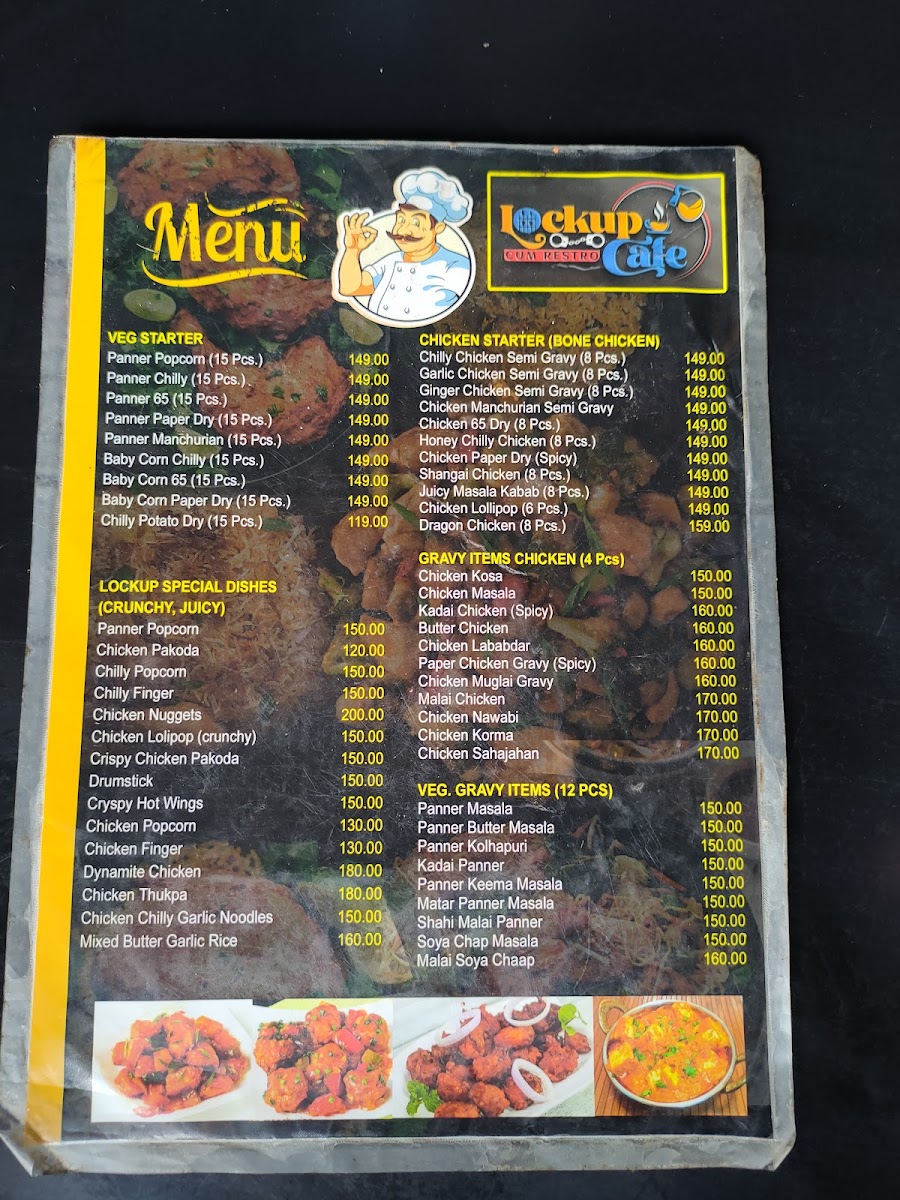 Menu
Lockup
CUM RESTRO Cafe
VEG STARTER
Panner Popcorn (15 Pcs.) 149.00
Panner Chilly (15 Pcs.) 149.00
Panner 65 (15 Pcs.) 149.00
Panner Paper Dry (15 Pcs.) 149.00
Panner Manchurian (15 Pcs.) 149.00
Baby Corn Chilly (15 Pcs.) 149.00
Baby Corn 65 (15 Pcs.) 149.00
Baby Corn Paper Dry (15 Pcs.) 149.00
Chilly Potato Dry (15 Pcs.) 119.00
LOCKUP SPECIAL DISHES
(CRUNCHY, JUICY)
Panner Popcorn 150.00
Chicken Pakoda 120.00
Chilly Popcorn 150.00
Chilly Finger 150.00
Chicken Nuggets 200.00
Chicken Lolipop (crunchy) 150.00
Crispy Chicken Pakoda 150.00
Drumstick 150.00
Cryspy Hot Wings 150.00
Chicken Popcorn 130.00
Chicken Finger 130.00
Dynamite Chicken 180.00
Chicken Thukpa 180.00
Chicken Chilly Garlic Noodles 150.00
Mixed Butter Garlic Rice 160.00
CHICKEN STARTER (BONE CHICKEN)
Chilly Chicken Semi Gravy (8 Pcs.) 149.00
Garlic Chicken Semi Gravy (8 Pcs.) 149.00
Ginger Chicken Semi Gravy (8 Pcs.) 149.00
Chicken Manchurian Semi Gravy 149.00
Chicken 65 Dry (8 Pcs.) 149.00
Honey Chilly Chicken (8 Pcs.) 149.00
Chicken Paper Dry (Spicy) 149.00
Shangai Chicken (8 Pcs.) 149.00
Juicy Masala Kabab (8 Pcs.) 149.00
Chicken Lollipop (6 Pcs.) 149.00
Dragon Chicken (8 Pcs.) 159.00
GRAVY ITEMS CHICKEN (4 Pcs)
Chicken Kosa 150.00
Chicken Masala 150.00
Kadai Chicken (Spicy) 160.00
Butter Chicken 160.00
Chicken Lababdar 160.00
Paper Chicken Gravy (Spicy) 160.00
Chicken Muglai Gravy 160.00
Malai Chicken 170.00
Chicken Nawabi 170.00
Chicken Korma 170.00
Chicken Sahajahan 170.00
VEG. GRAVY ITEMS (12 PCS)
Panner Masala 150.00
Panner Butter Masala 150.00
Panner Kolhapuri 150.00
Kadai Panner 150.00
Panner Keema Masala 150.00
Matar Panner Masala 150.00
Shahi Malai Panner 150.00
Soya Chap Masala 150.00
Malai Soya Chaap 160.00